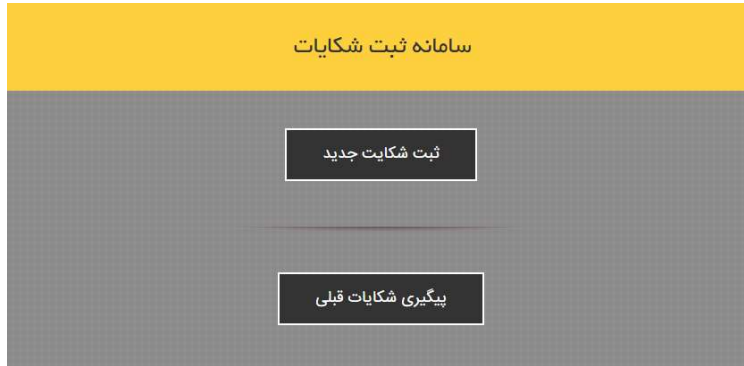 سامانه ثبت شکایات
ثبت شکایت جدید
پیگیری شکایات قبلی